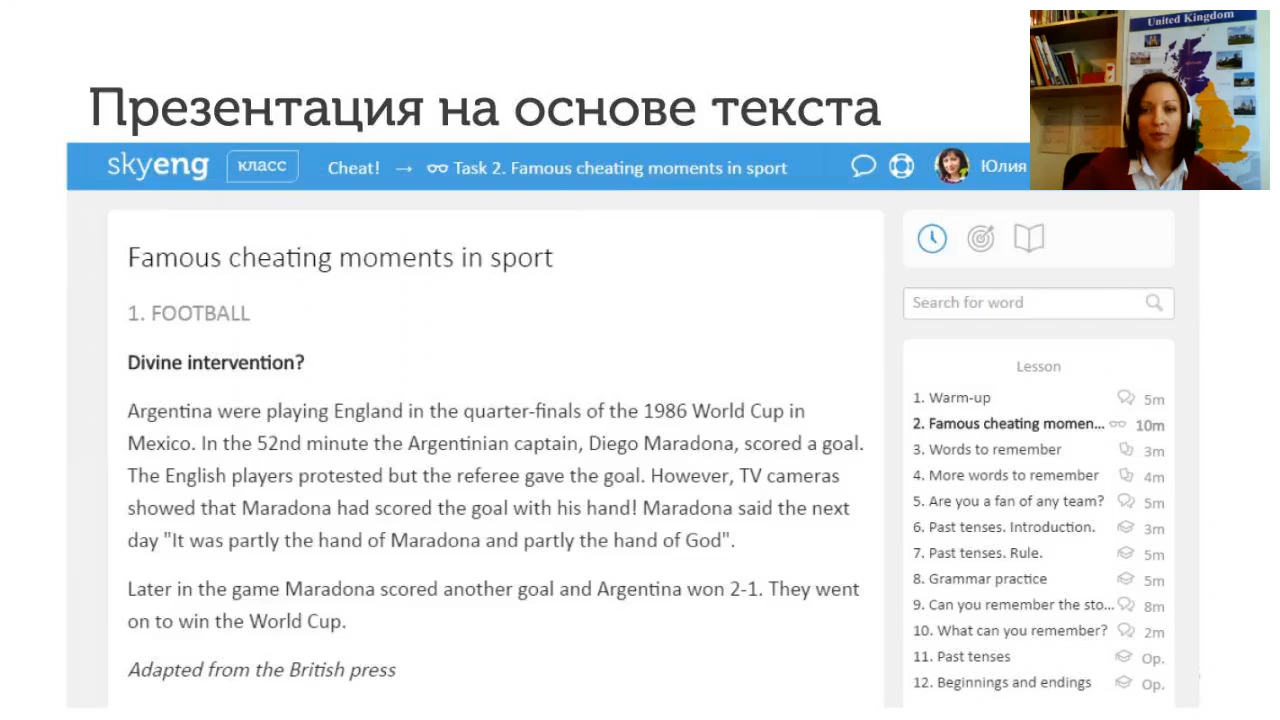 Презентация на основе текста
United Kingdom
skyeng класс Cheat! → Task 2. Famous cheating moments in sport Юлия
Famous cheating moments in sport
1. FOOTBALL
Divine intervention?
Argentina were playing England in the quarter-finals of the 1986 World Cup in
Mexico. In the 52nd minute the Argentinian captain, Diego Maradona, scored a goal.
The English players protested but the referee gave the goal. However, TV cameras
showed that Maradona had scored the goal with his hand! Maradona said the next
day "It was partly the hand of Maradona and partly the hand of God".
Later in the game Maradona scored another goal and Argentina won 2-1. They went
on to win the World Cup.
Adapted from the British press
Search for word
Lesson
1. Warm-up 5m
2. Famous cheating momen... 10m
3. Words to remember 3m
4. More words to remember 4m
5. Are you a fan of any team? 5m
6. Past tenses. Introduction. 3m
7. Past tenses. Rule. 5m
8. Grammar practice 5m
9. Can you remember the sto... 8m
10. What can you remember? 2m
11. Past tenses Op.
12. Beginnings and endings Op.